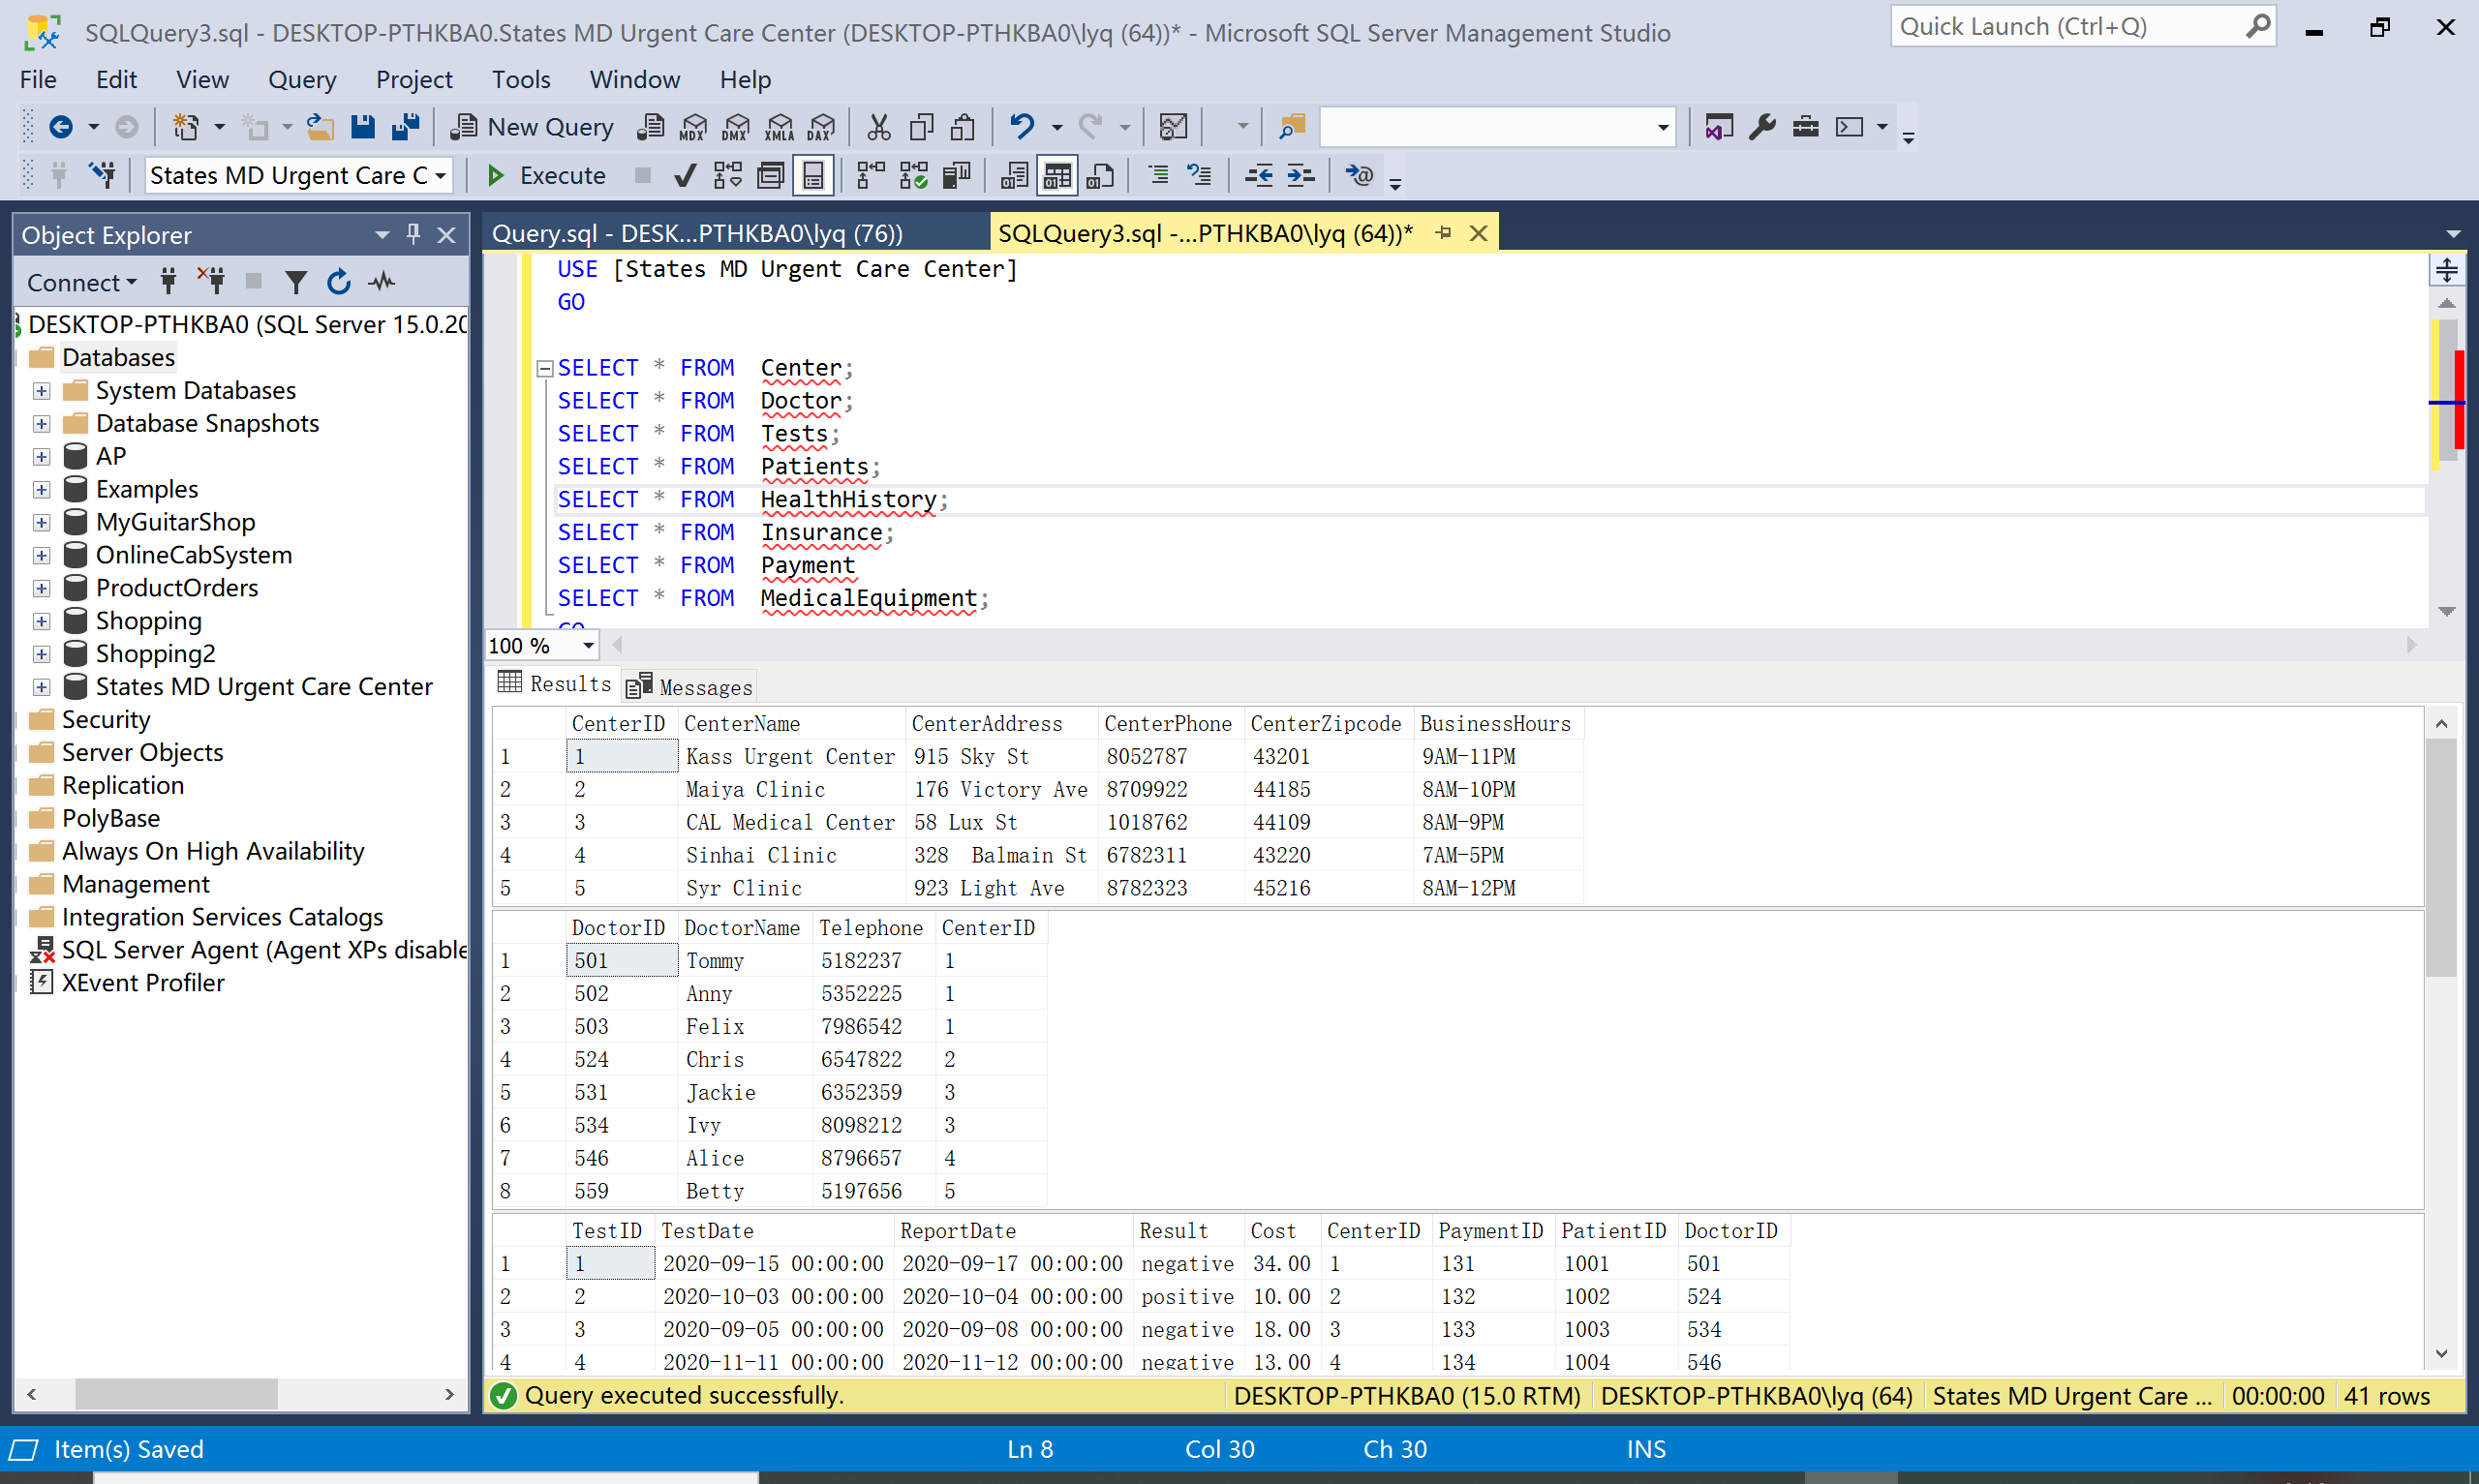 SQLQuery3.sql - DESKTOP-PTHKBA0.States MD Urgent Care Center (DESKTOP-PTHKBA0\lyq (64))* - Microsoft SQL Server Management Studio
Quick Launch (Ctrl+Q)
File Edit View Query Project Tools Window Help
New Query MDX DMX XMLA DAX
States MD Urgent Care C Execute
Object Explorer
Connect
DESKTOP-PTHKBA0 (SQL Server 15.0.20
Databases
System Databases
Database Snapshots
AP
Examples
MyGuitarShop
OnlineCabSystem
ProductOrders
Shopping
Shopping2
States MD Urgent Care Center
Security
Server Objects
Replication
PolyBase
Always On High Availability
Management
Integration Services Catalogs
SQL Server Agent (Agent XPs disable
XEvent Profiler
Query.sql - DESK...PTHKBA0\lyq (76))
SQLQuery3.sql -...PTHKBA0\lyq (64))*
USE [States MD Urgent Care Center]
GO
SELECT * FROM Center;
SELECT * FROM Doctor;
SELECT * FROM Tests;
SELECT * FROM Patients;
SELECT * FROM HealthHistory;
SELECT * FROM Insurance;
SELECT * FROM Payment
SELECT * FROM MedicalEquipment;
GO
100 %
Results Messages
CenterID CenterName CenterAddress CenterPhone CenterZipcode BusinessHours
1 1 Kass Urgent Center 915 Sky St 8052787 43201 9AM-11PM
2 2 Maiya Clinic 176 Victory Ave 8709922 44185 8AM-10PM
3 3 CAL Medical Center 58 Lux St 1018762 44109 8AM-9PM
4 4 Sinhai Clinic 328  Balmain St 6782311 43220 7AM-5PM
5 5 Syr Clinic 923 Light Ave 8782323 45216 8AM-12PM
DoctorID DoctorName Telephone CenterID
1 501 Tommy 5182237 1
2 502 Anny 5352225 1
3 503 Felix 7986542 1
4 524 Chris 6547822 2
5 531 Jackie 6352359 3
6 534 Ivy 8098212 3
7 546 Alice 8796657 4
8 559 Betty 5197656 5
TestID TestDate ReportDate Result Cost CenterID PaymentID PatientID DoctorID
1 1 2020-09-15 00:00:00 2020-09-17 00:00:00 negative 34.00 1 131 1001 501
2 2 2020-10-03 00:00:00 2020-10-04 00:00:00 positive 10.00 2 132 1002 524
3 3 2020-09-05 00:00:00 2020-09-08 00:00:00 negative 18.00 3 133 1003 534
4 4 2020-11-11 00:00:00 2020-11-12 00:00:00 negative 13.00 4 134 1004 546
Query executed successfully. DESKTOP-PTHKBA0 (15.0 RTM) DESKTOP-PTHKBA0\lyq (64) States MD Urgent Care ... 00:00:00 41 rows
Item(s) Saved Ln 8 Col 30 Ch 30 INS